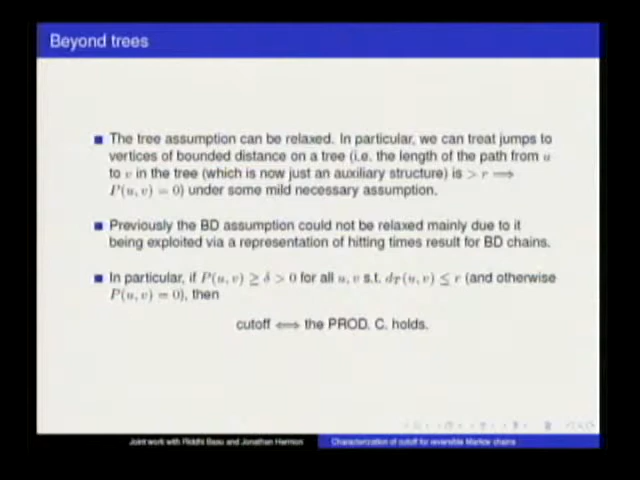 Beyond trees
The tree assumption can be relaxed. In particular, we can treat jumps to
vertices of bounded distance on a tree (i.e. the length of the path from u
to v in the tree (which is now just an auxiliary structure) is > r ⟹
P(u, v) = 0) under some mild necessary assumption.
Previously the BD assumption could not be relaxed mainly due to it
being exploited via a representation of hitting times result for BD chains.
In particular, if P(u, v) ≥ δ > 0 for all u, v s.t. d_T(u, v) ≤ r (and otherwise
P(u, v) = 0), then
cutoff ⟺ the PROD. C. holds.
Joint work with Riddhi Basu and Jonathan Hermon
Characterization of cutoff for reversible Markov chains